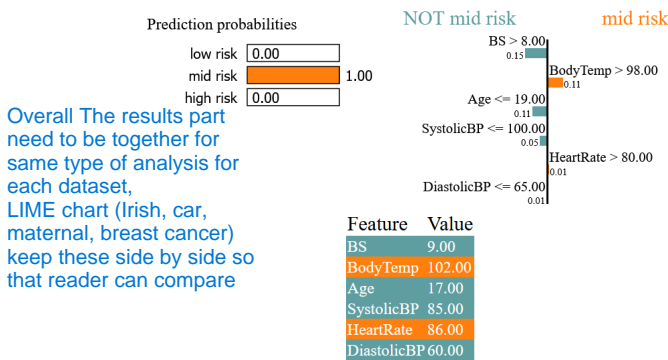 Prediction probabilities
low risk 0.00
mid risk 1.00
high risk 0.00
NOT mid risk mid risk
BS > 8.00
0.15
BodyTemp > 98.00
0.11
Age <= 19.00
0.11
SystolicBP <= 100.00
0.05
HeartRate > 80.00
0.01
DiastolicBP <= 65.00
0.01
Overall The results part
need to be together for
same type of analysis for
each dataset,
LIME chart (Irish, car,
maternal, breast cancer)
keep these side by side so
that reader can compare
Feature Value
BS 9.00
BodyTemp 102.00
Age 17.00
SystolicBP 85.00
HeartRate 86.00
DiastolicBP 60.00